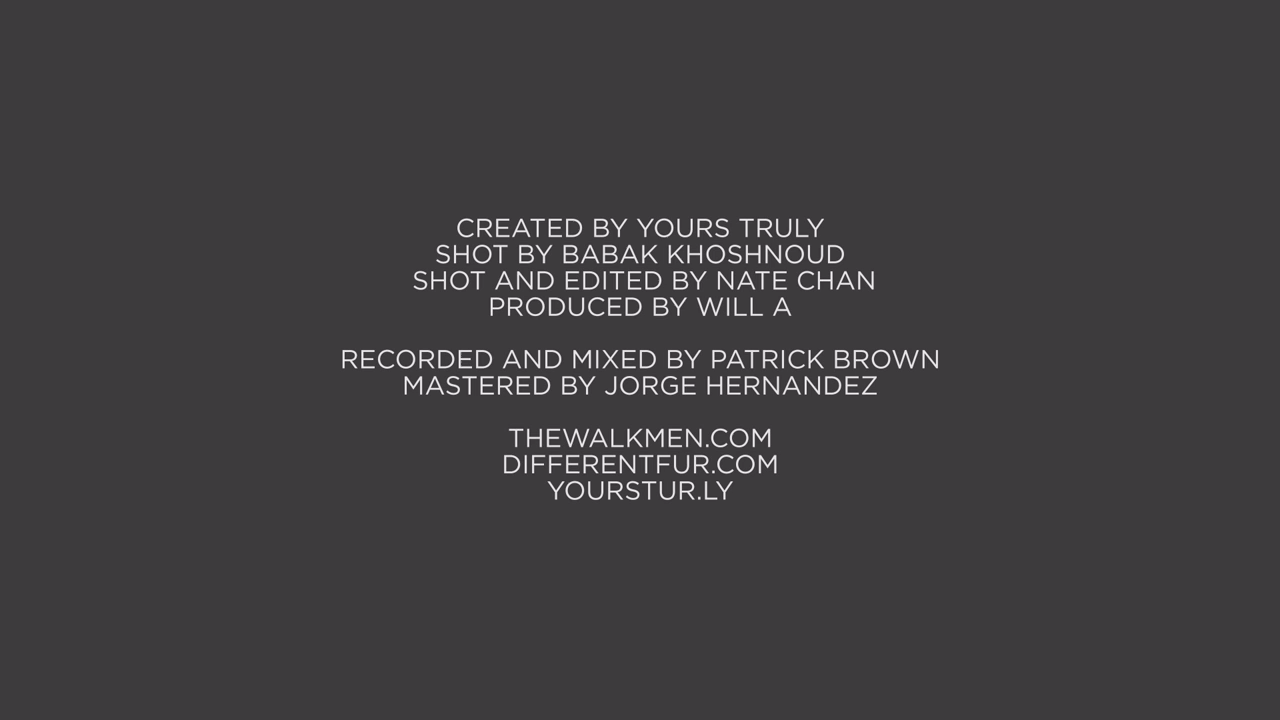 CREATED BY YOURS TRULY
SHOT BY BABAK KHOSHNOUD
SHOT AND EDITED BY NATE CHAN
PRODUCED BY WILL A
RECORDED AND MIXED BY PATRICK BROWN
MASTERED BY JORGE HERNANDEZ
THEWALKMEN.COM
DIFFERENTFUR.COM
YOURSTUR.LY